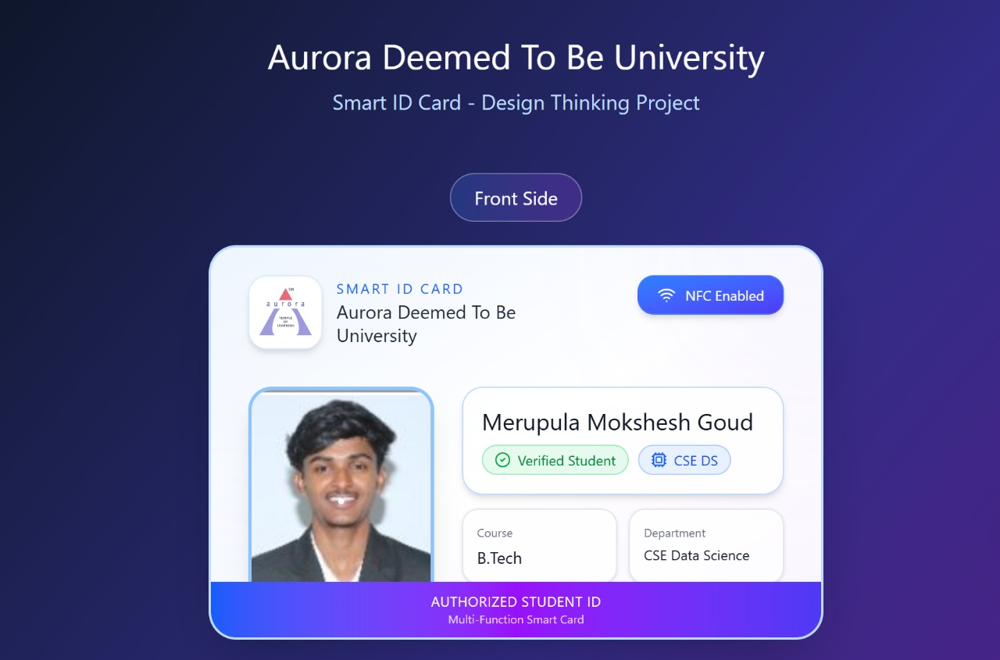 Aurora Deemed To Be University
Smart ID Card - Design Thinking Project
Front Side
TM
aurora
TEMPLE
OF
LEARNING
SMART ID CARD
Aurora Deemed To Be
University
NFC Enabled
Merupula Mokshesh Goud
Verified Student
CSE DS
Course
B.Tech
Department
CSE Data Science
AUTHORIZED STUDENT ID
Multi-Function Smart Card